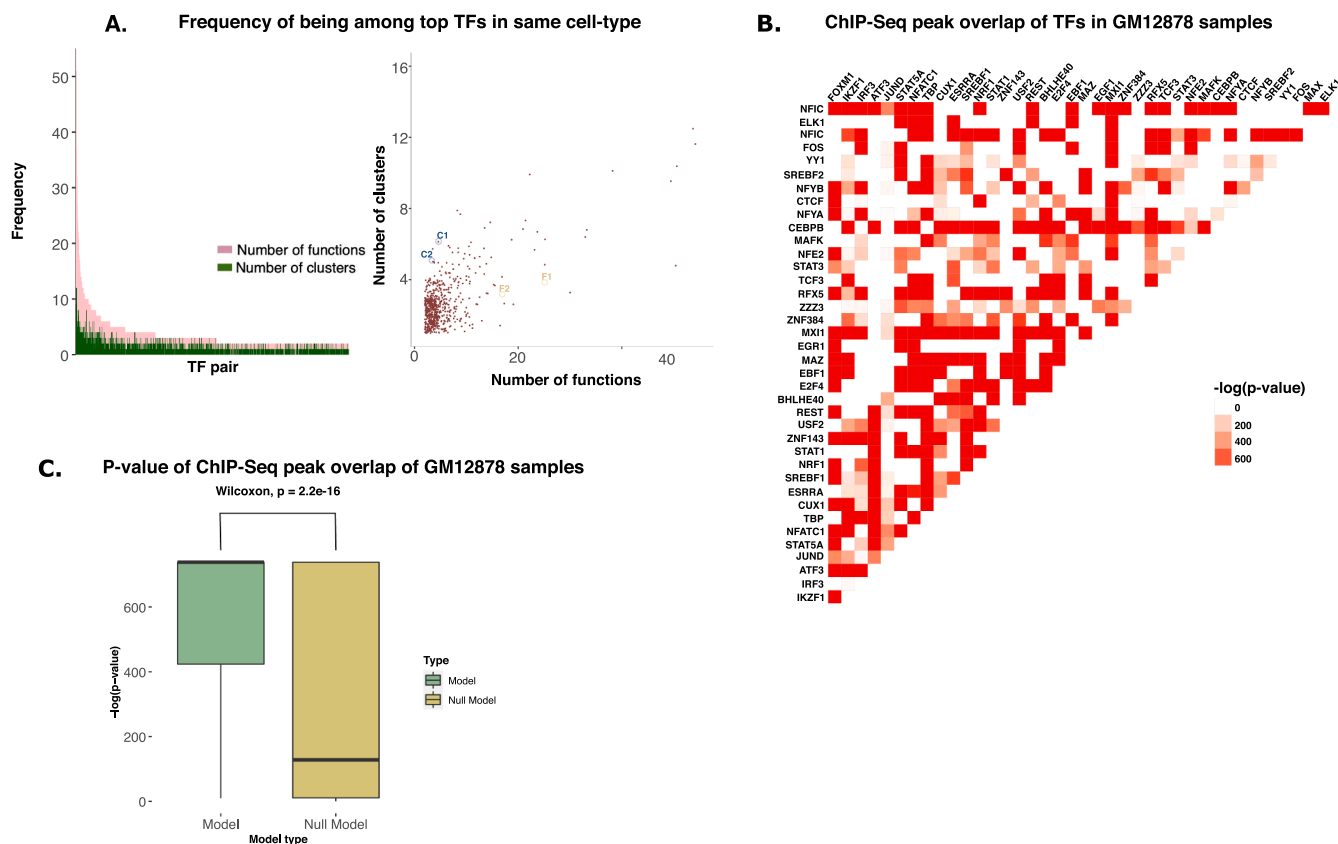 A.
Frequency of being among top TFs in same cell-type
Frequency
50
40
30
20
10
0
TF pair
Number of functions
Number of clusters
Number of clusters
16
12
8
4
C1
C2
F1
F2
0
20
40
Number of functions
B.
ChIP-Seq peak overlap of TFs in GM12878 samples
FOXM1
IKZF1
IRF3
ATF3
JUND
STAT5A
NFATC1
TBP
CUX1
ESRRA
SREBF1
NRF1
STAT1
ZNF143
USF2
REST
BHLHE40
E2F4
EBF1
MAZ
EGF1
MXI1
ZNF384
ZZZ3
RFX5
TCF3
STAT3
NFE2
MAFK
CEBPB
NFYA
CTCF
NFYB
SREBF2
YY1
FOS
MAX
ELK1
NFIC
ELK1
NFIC
FOS
YY1
SREBF2
NFYB
CTCF
NFYA
CEBPB
MAFK
NFE2
STAT3
TCF3
RFX5
ZZZ3
ZNF384
MXI1
EGR1
MAZ
EBF1
E2F4
BHLHE40
REST
USF2
ZNF143
STAT1
NRF1
SREBF1
ESRRA
CUX1
TBP
NFATC1
STAT5A
JUND
ATF3
IRF3
IKZF1
-log(p-value)
0
200
400
600
C.
P-value of ChIP-Seq peak overlap of GM12878 samples
Wilcoxon, p = 2.2e-16
−log(p−value)
600
400
200
0
Model
Null Model
Model type
Type
Model
Null Model